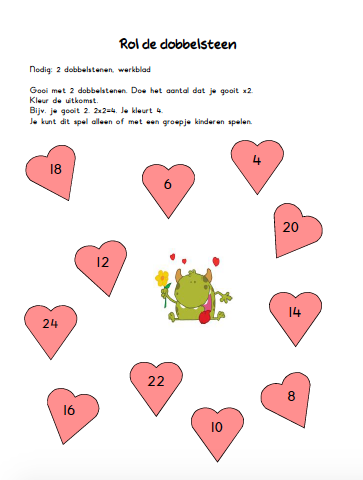 Rol de dobbelsteen
Nodig: 2 dobbelstenen, werkblad
Gooi met 2 dobbelstenen. Doe het aantal dat je gooit x2.
Kleur de uitkomst.
Bijv. je gooit 2. 2x2=4. Je kleurt 4.
Je kunt dit spel alleen of met een groepje kinderen spelen.
18
6
4
20
12
24
14
22
16
10
8